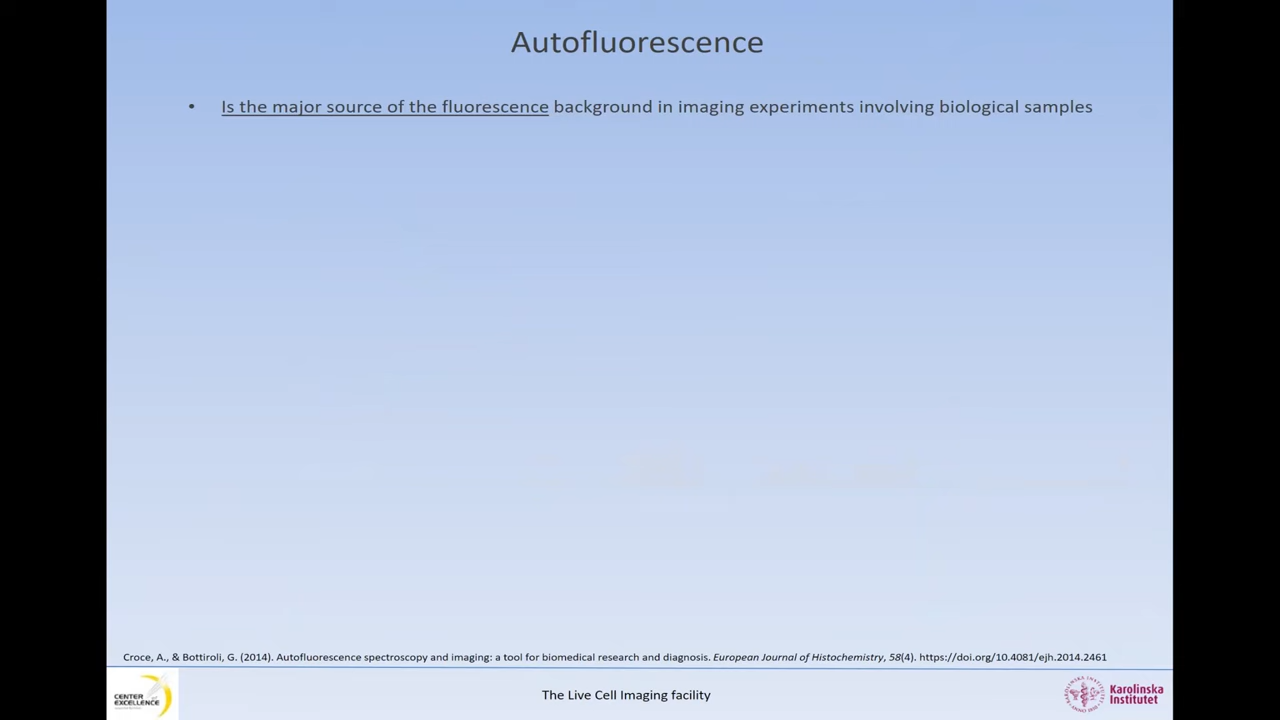 Autofluorescence
• Is the major source of the fluorescence background in imaging experiments involving biological samples
Croce, A., & Bottiroli, G. (2014). Autofluorescence spectroscopy and imaging: a tool for biomedical research and diagnosis. European Journal of Histochemistry, 58(4). https://doi.org/10.4081/ejh.2014.2461
CENTER
of
EXCELLENCE
The Live Cell Imaging facility
Karolinska
Institutet